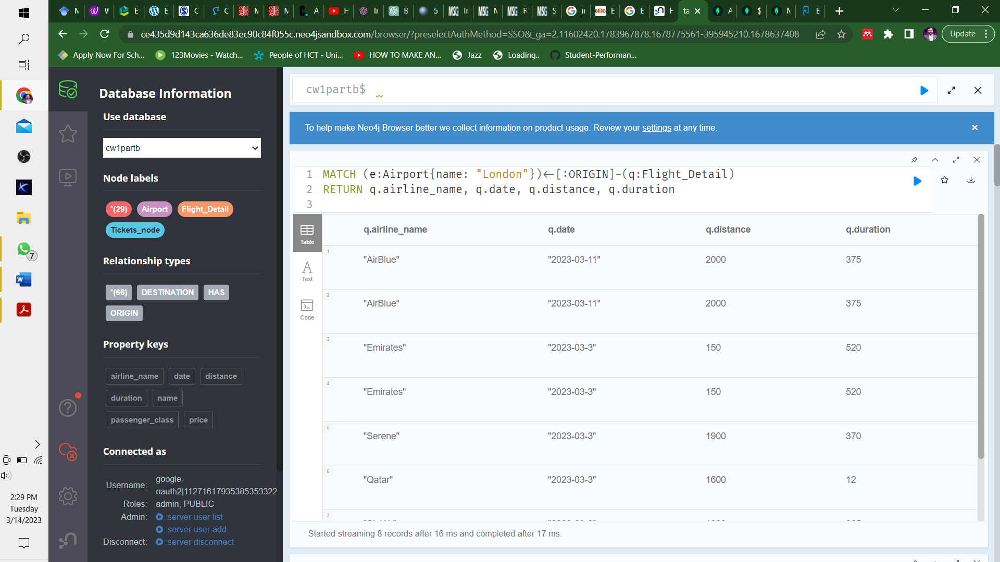 ce435d9d143ca636de83ec90c84f055c.neo4jsandbox.com/browser/?preselectAuthMethod=SSO&_ga=2.11602420.1783967878.1678775561-395945210.1678637408
Update
Apply Now For Sch...
123Movies - Watch...
People of HCT - Uni...
HOW TO MAKE AN...
Jazz
Loading..
Student-Performan...
Database Information
Use database
cw1partb
Node labels
*(29) Airport Flight_Detail
Tickets_node
Relationship types
*(66) DESTINATION HAS
ORIGIN
Property keys
airline_name date distance
duration name
passenger_class price
Connected as
Username: google-
oauth2|11271617935385353322
Roles: admin, PUBLIC
Admin: :server user list
:server user add
Disconnect: :server disconnect
cw1partb$
To help make Neo4j Browser better we collect information on product usage. Review your settings at any time.
1 MATCH (e:Airport{name: "London"})<-[:ORIGIN]-(q:Flight_Detail)
2 RETURN q.airline_name, q.date, q.distance, q.duration
3
Table
Text
Code
q.airline_name q.date q.distance q.duration
1 "AirBlue" "2023-03-11" 2000 375
2 "AirBlue" "2023-03-11" 2000 375
3 "Emirates" "2023-03-3" 150 520
4 "Emirates" "2023-03-3" 150 520
5 "Serene" "2023-03-3" 1900 370
6 "Qatar" "2023-03-3" 1600 12
7
Started streaming 8 records after 16 ms and completed after 17 ms.
7
2:29 PM
Tuesday
3/14/2023